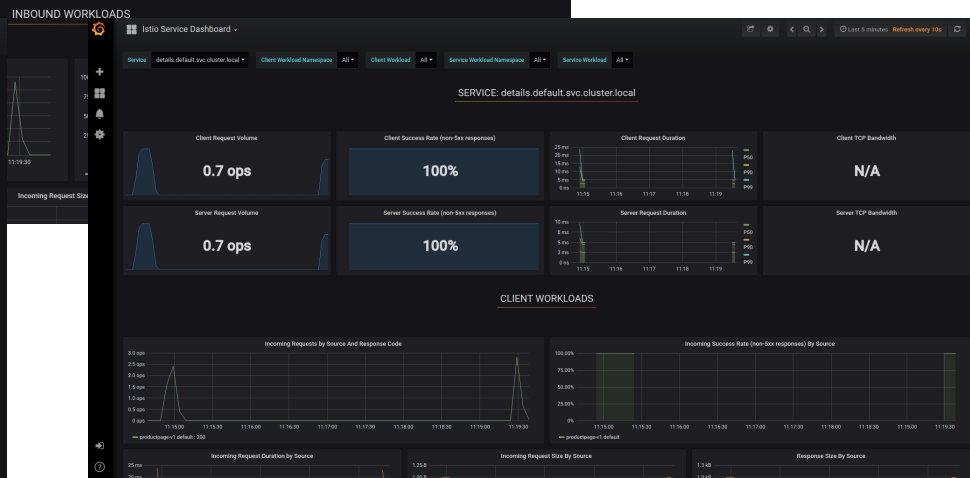 INBOUND WORKLOADS
11:19:30
Incoming Request Size
Istio Service Dashboard
Last 5 minutes Refresh every 10s
Service details.default.svc.cluster.local Client Workload Namespace All Client Workload All Service Workload Namespace All Service Workload All
SERVICE: details.default.svc.cluster.local
Client Request Volume
0.7 ops
Client Success Rate (non-5xx responses)
100%
Client Request Duration
25 ms
20 ms
15 ms
10 ms
5 ms
0 ns
11:15 11:16 11:17 11:18 11:19
P50
P90
P99
Client TCP Bandwidth
N/A
Server Request Volume
0.7 ops
Server Success Rate (non-5xx responses)
100%
Server Request Duration
10 ms
8 ms
5 ms
3 ms
0 ns
11:15 11:16 11:17 11:18 11:19
P50
P90
P99
Server TCP Bandwidth
N/A
CLIENT WORKLOADS
Incoming Requests by Source And Response Code
3.0 ops
2.5 ops
2.0 ops
1.5 ops
1.0 ops
0.5 ops
0 ops
11:15:00 11:15:30 11:16:00 11:16:30 11:17:00 11:17:30 11:18:00 11:18:30 11:19:00 11:19:30
productpage-v1.default : 200
Incoming Success Rate (non-5xx responses) By Source
100.00%
75.00%
50.00%
25.00%
0%
11:15:00 11:15:30 11:16:00 11:16:30 11:17:00 11:17:30 11:18:00 11:18:30 11:19:00 11:19:30
productpage-v1.default
Incoming Request Duration by Source
25 ms
20 ms
Incoming Request Size By Source
1.25 B
Response Size By Source
1.3 kB